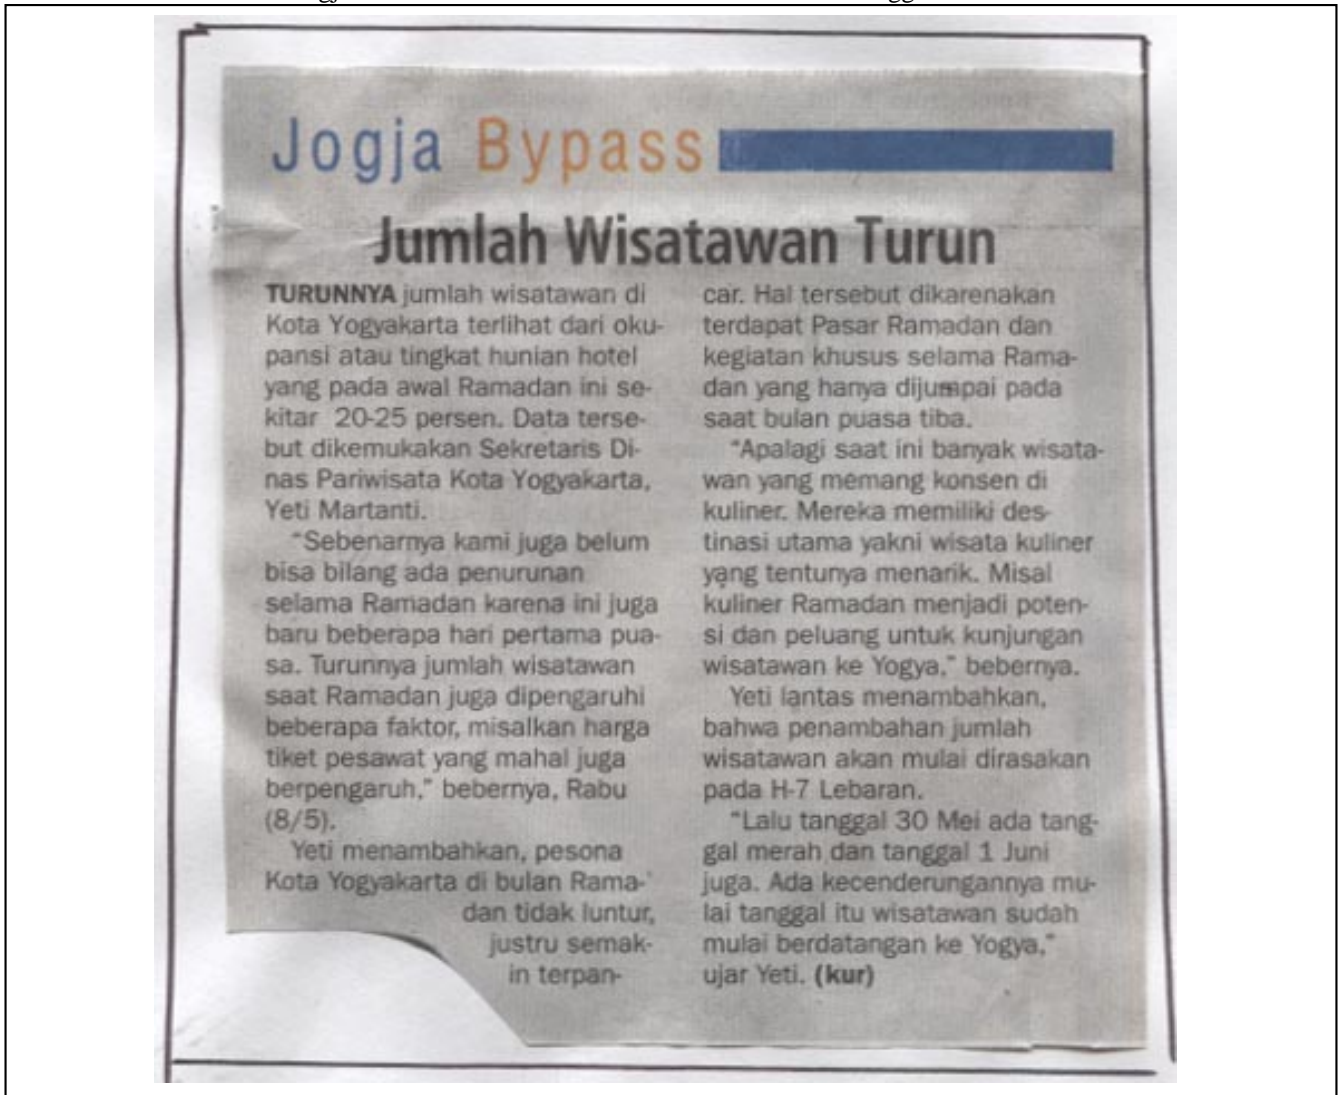 Jogja Bypass
Jumlah Wisatawan Turun
TURUNNYA jumlah wisatawan di
Kota Yogyakarta terlihat dari oku-
pansi atau tingkat hunian hotel
yang pada awal Ramadan ini se-
kitar 20-25 persen. Data terse-
but dikemukakan Sekretaris Di-
nas Pariwisata Kota Yogyakarta,
Yeti Martanti.
"Sebenarnya kami juga belum
bisa bilang ada penurunan
selama Ramadan karena ini juga
baru beberapa hari pertama pua-
sa. Turunnya jumlah wisatawan
saat Ramadan juga dipengaruhi
beberapa faktor, misalkan harga
tiket pesawat yang mahal juga
berpengaruh," bebernya, Rabu
(8/5).
Yeti menambahkan, pesona
Kota Yogyakarta di bulan Rama-
dan tidak luntur,
justru semak-
in terpan-
car. Hal tersebut dikarenakan
terdapat Pasar Ramadan dan
kegiatan khusus selama Rama-
dan yang hanya dijumpai pada
saat bulan puasa tiba.
"Apalagi saat ini banyak wisata-
wan yang memang konsen di
kuliner. Mereka memiliki des-
tinasi utama yakni wisata kuliner
yang tentunya menarik. Misal
kuliner Ramadan menjadi poten-
si dan peluang untuk kunjungan
wisatawan ke Yogya," bebernya.
Yeti lantas menambahkan,
bahwa penambahan jumlah
wisatawan akan mulai dirasakan
pada H-7 Lebaran.
"Lalu tanggal 30 Mei ada tang-
gal merah dan tanggal 1 Juni
juga. Ada kecenderungannya mu-
lai tanggal itu wisatawan sudah
mulai berdatangan ke Yogya,"
ujar Yeti. (kur)